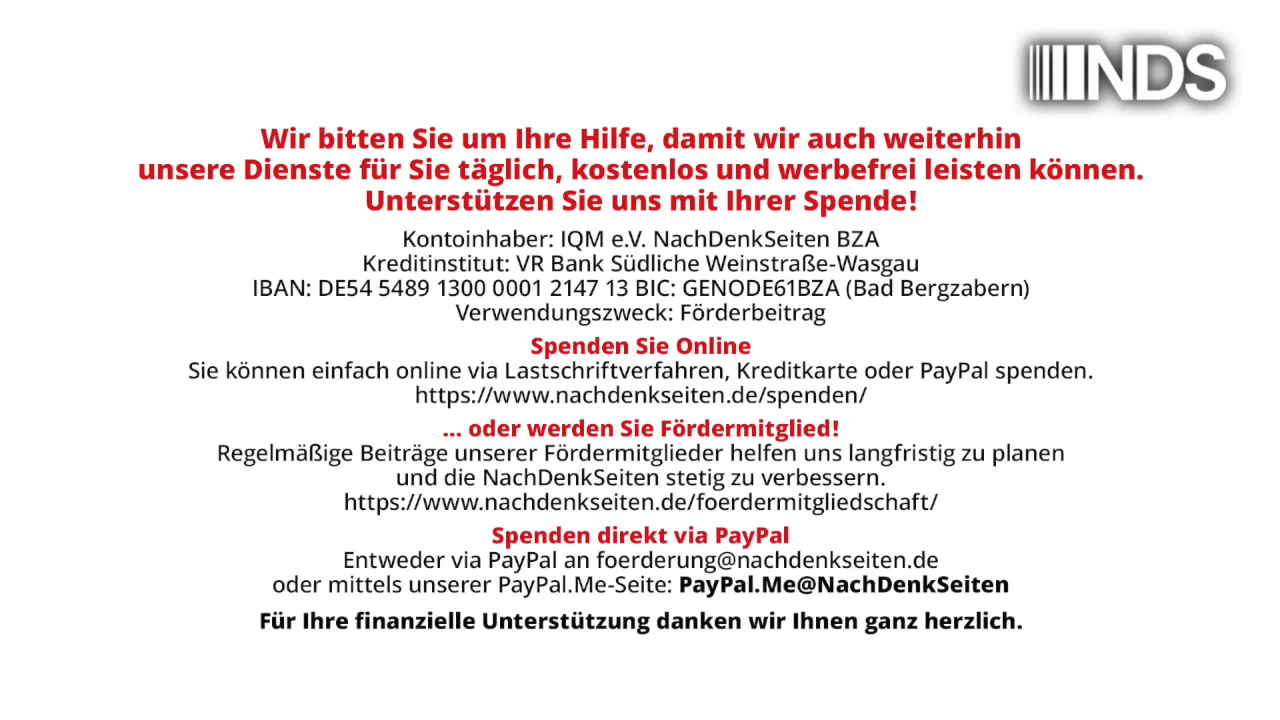 NDS
Wir bitten Sie um Ihre Hilfe, damit wir auch weiterhin
unsere Dienste für Sie täglich, kostenlos und werbefrei leisten können.
Unterstützen Sie uns mit Ihrer Spende!
Kontoinhaber: IQM e.V. NachDenkSeiten BZA
Kreditinstitut: VR Bank Südliche Weinstraße-Wasgau
IBAN: DE54 5489 1300 0001 2147 13 BIC: GENODE61BZA (Bad Bergzabern)
Verwendungszweck: Förderbeitrag
Spenden Sie Online
Sie können einfach online via Lastschriftverfahren, Kreditkarte oder PayPal spenden.
https://www.nachdenkseiten.de/spenden/
... oder werden Sie Fördermitglied!
Regelmäßige Beiträge unserer Fördermitglieder helfen uns langfristig zu planen
und die NachDenkSeiten stetig zu verbessern.
https://www.nachdenkseiten.de/foerdermitgliedschaft/
Spenden direkt via PayPal
Entweder via PayPal an foerderung@nachdenkseiten.de
oder mittels unserer PayPal.Me-Seite: PayPal.Me@NachDenkSeiten
Für Ihre finanzielle Unterstützung danken wir Ihnen ganz herzlich.